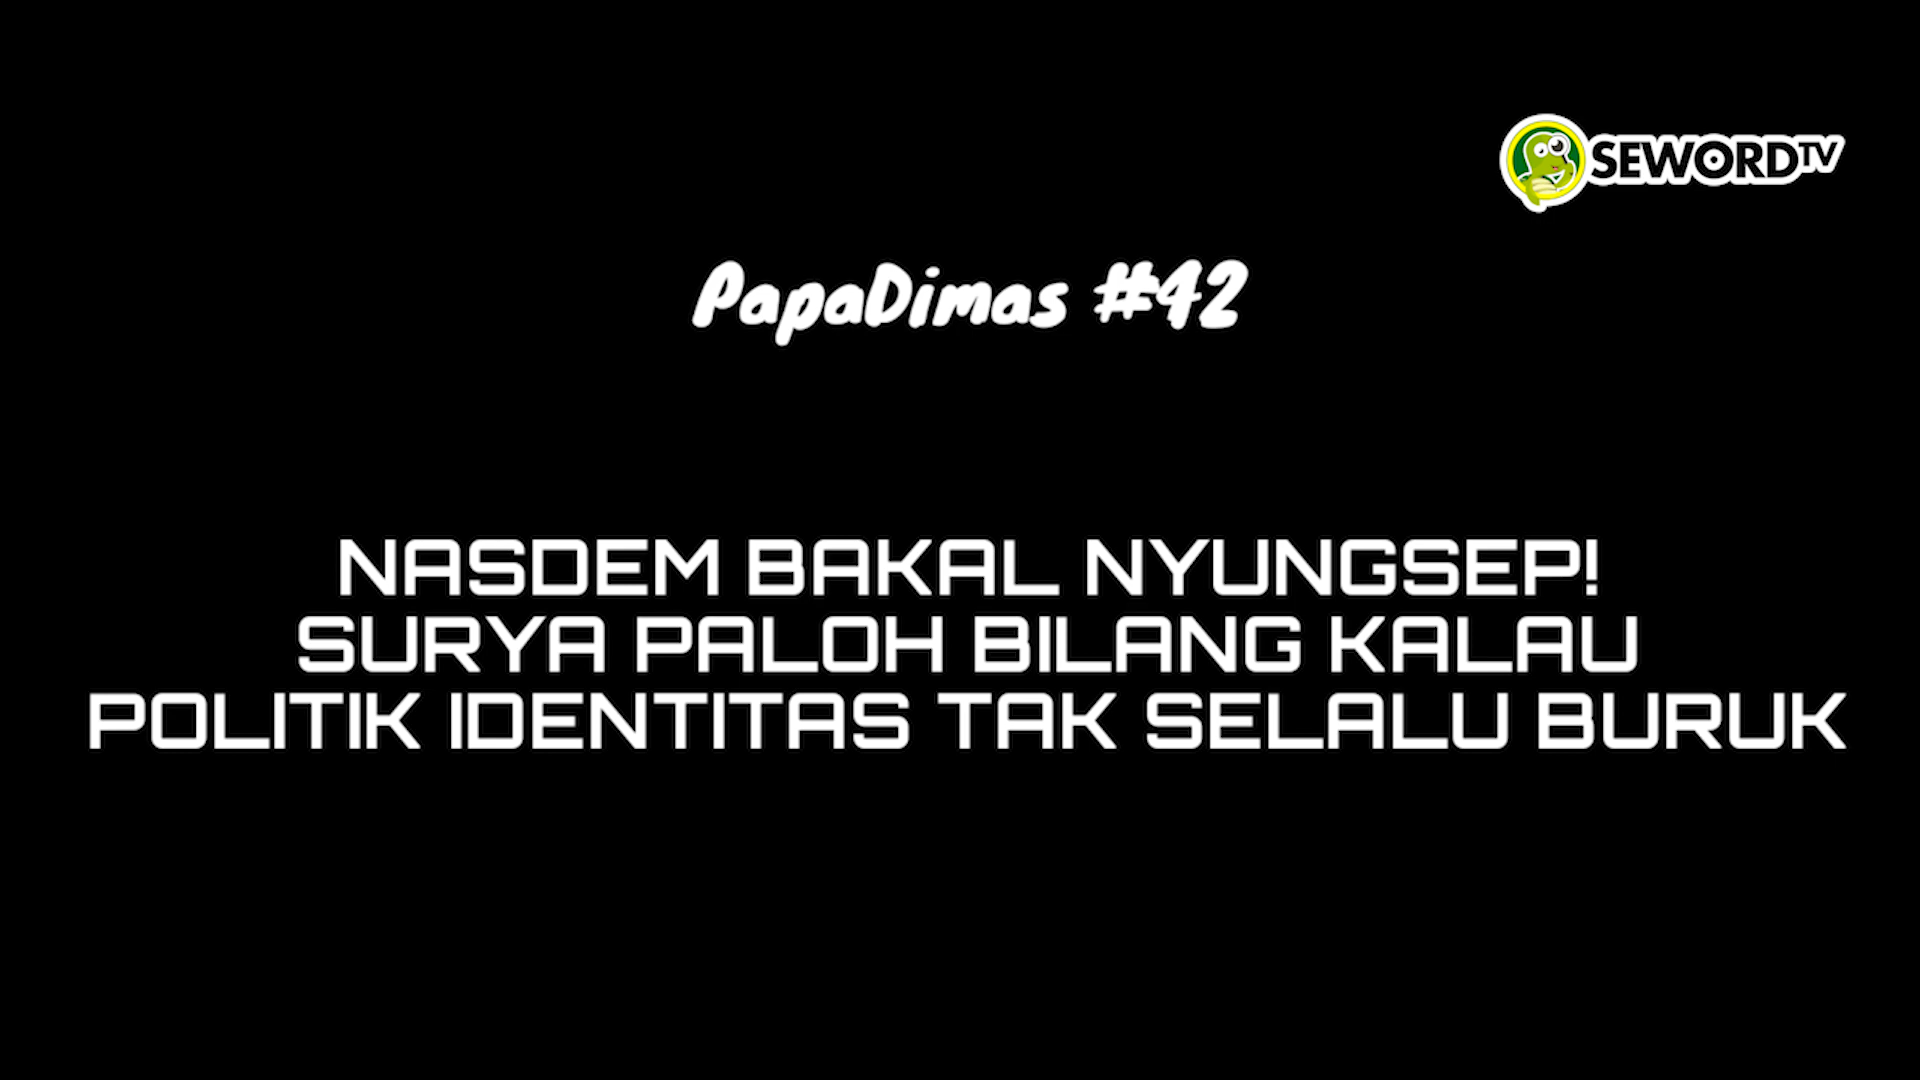 SEWORDTV
PapaDimas #42
NASDEM BAKAL NYUNGSEP!
SURYA PALOH BILANG KALAU
POLITIK IDENTITAS TAK SELALU BURUK